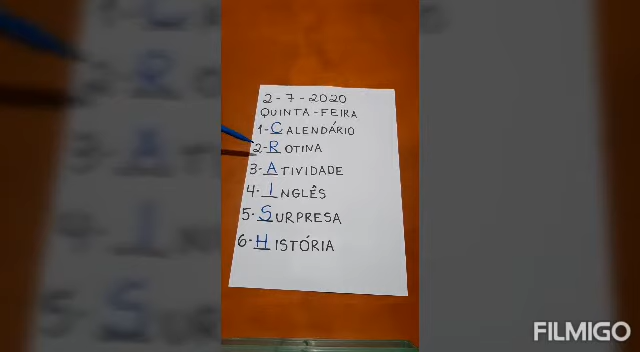 2-7-2020
QUINTA-FEIRA
1-CALENDÁRIO
2-ROTINA
3-ATIVIDADE
4-INGLÊS
5-SURPRESA
6-HISTÓRIA
FILMIGO